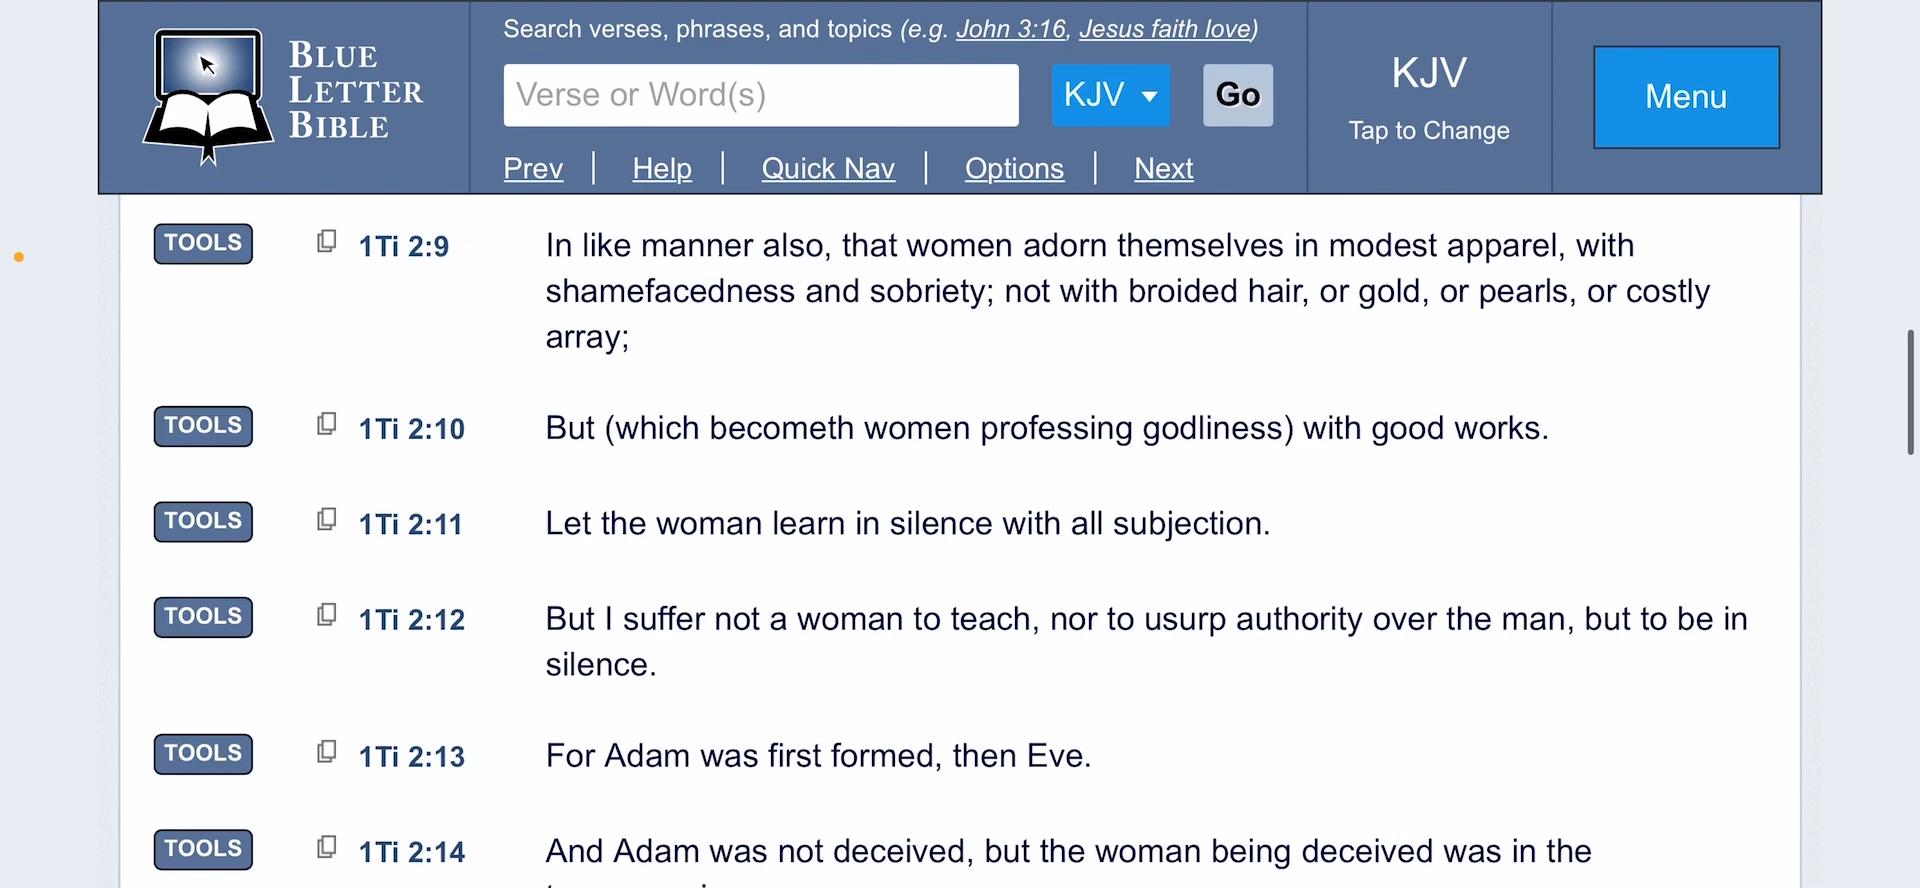 BLUE
LETTER
BIBLE
Search verses, phrases, and topics (e.g. John 3:16, Jesus faith love)
Verse or Word(s)
KJV
Go
Prev | Help | Quick Nav | Options | Next
KJV
Tap to Change
Menu
TOOLS 1Ti 2:9 In like manner also, that women adorn themselves in modest apparel, with
shamefacedness and sobriety; not with broided hair, or gold, or pearls, or costly
array;
TOOLS 1Ti 2:10 But (which becometh women professing godliness) with good works.
TOOLS 1Ti 2:11 Let the woman learn in silence with all subjection.
TOOLS 1Ti 2:12 But I suffer not a woman to teach, nor to usurp authority over the man, but to be in
silence.
TOOLS 1Ti 2:13 For Adam was first formed, then Eve.
TOOLS 1Ti 2:14 And Adam was not deceived, but the woman being deceived was in the